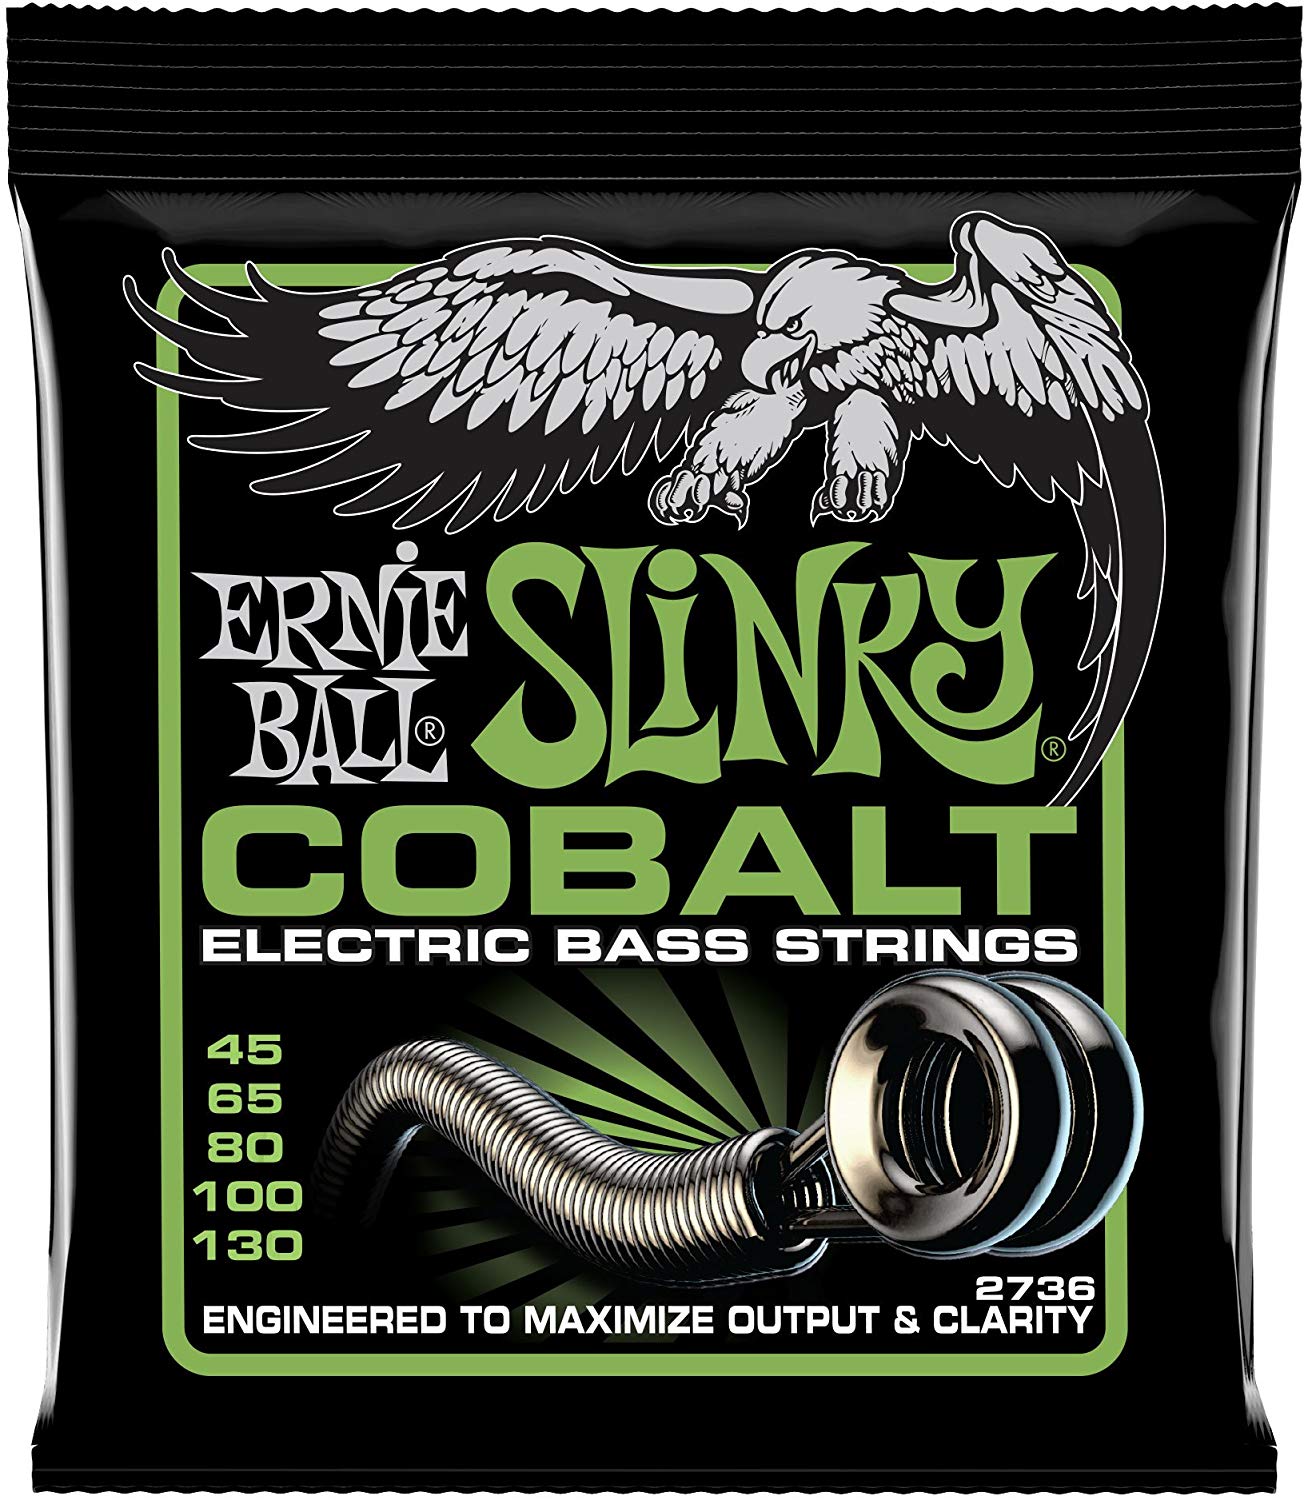 ERNIE BALL® SLINKY®
COBALT
ELECTRIC BASS STRINGS
45
65
80
100
130
2736
ENGINEERED TO MAXIMIZE OUTPUT & CLARITY